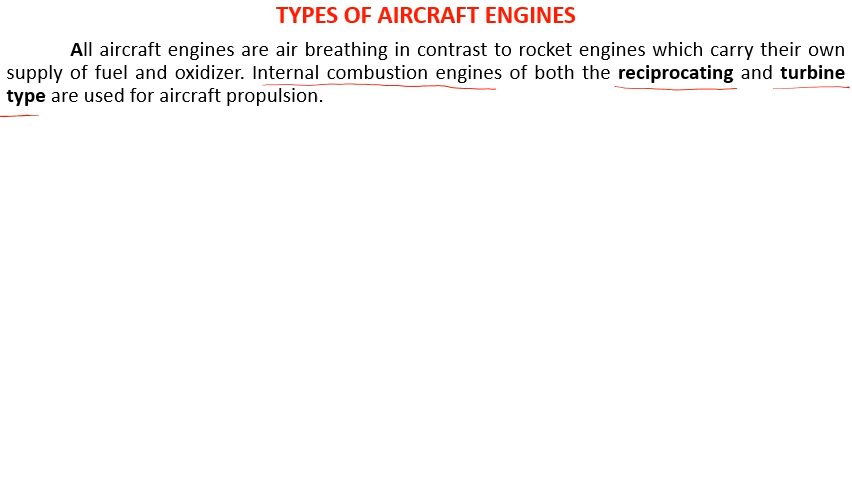 TYPES OF AIRCRAFT ENGINES
All aircraft engines are air breathing in contrast to rocket engines which carry their own
supply of fuel and oxidizer. Internal combustion engines of both the reciprocating and turbine
type are used for aircraft propulsion.